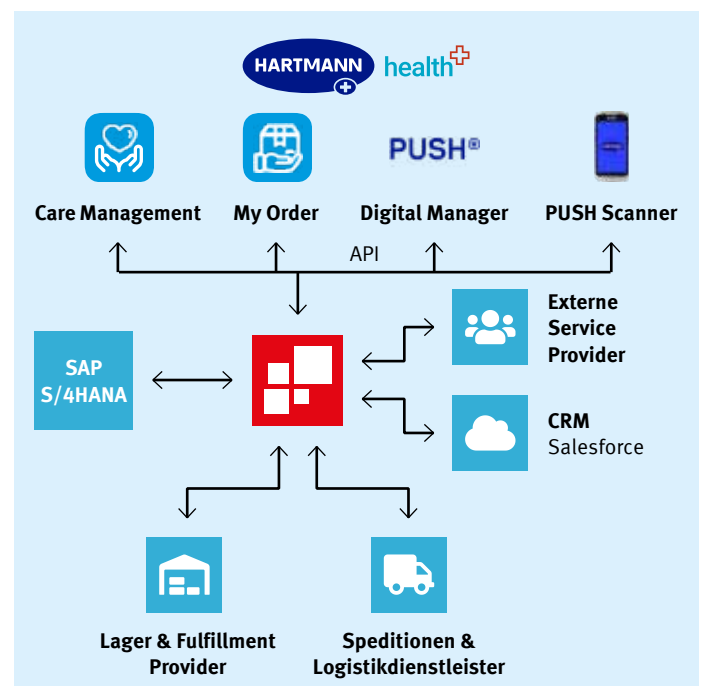 HARTMANN health
PUSH®
Care Management My Order Digital Manager PUSH Scanner
API
Externe
Service
Provider
SAP
S/4HANA
CRM
Salesforce
Lager & Fulfillment
Provider
Speditionen &
Logistikdienstleister